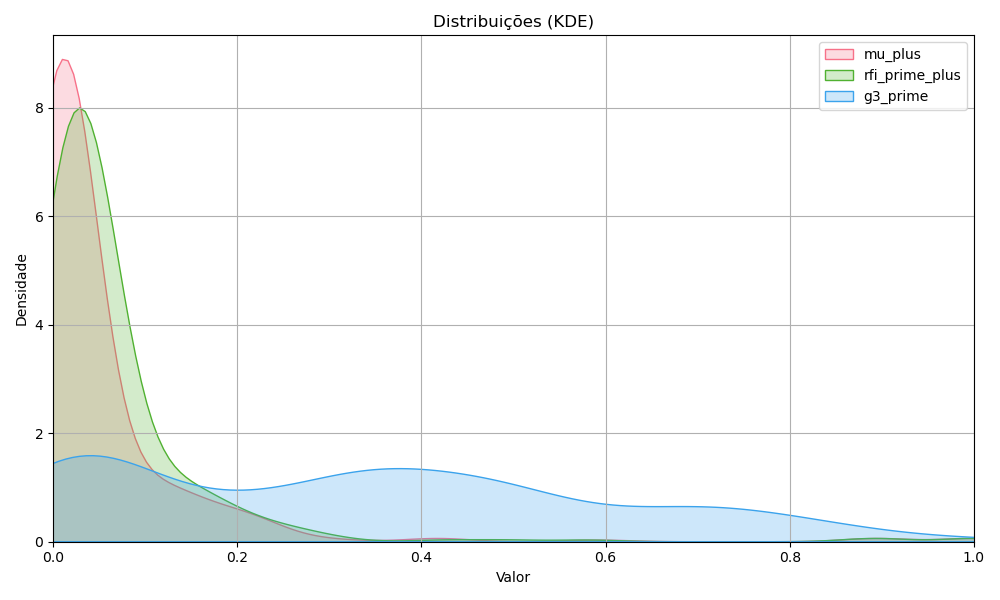 Distribuições (KDE)
mu_plus
rfi_prime_plus
g3_prime
Densidade
8
6
4
2
0
0.0 0.2 0.4 0.6 0.8 1.0
Valor